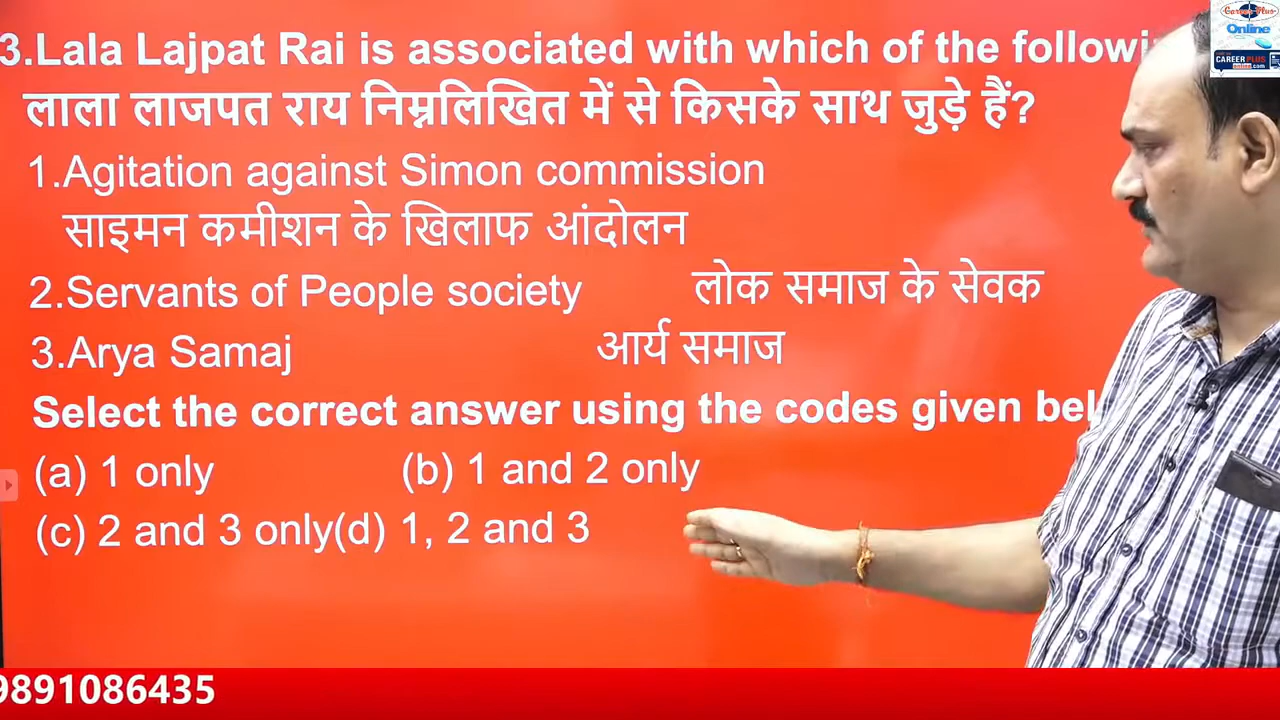 3.Lala Lajpat Rai is associated with which of the
लाला लाजपत राय निम्नलिखित में से किसके साथ जुड़े हैं?
1.Agitation against Simon commission
साइमन कमीशन के खिलाफ आंदोलन
2.Servants of People society लोक समाज के सेवक
3.Arya Samaj आर्य समाज
Select the correct answer using the codes given
(a) 1 only (b) 1 and 2 only
(c) 2 and 3 only(d) 1, 2 and 3
9891086435
Career Plus
Online
CAREER PLUS